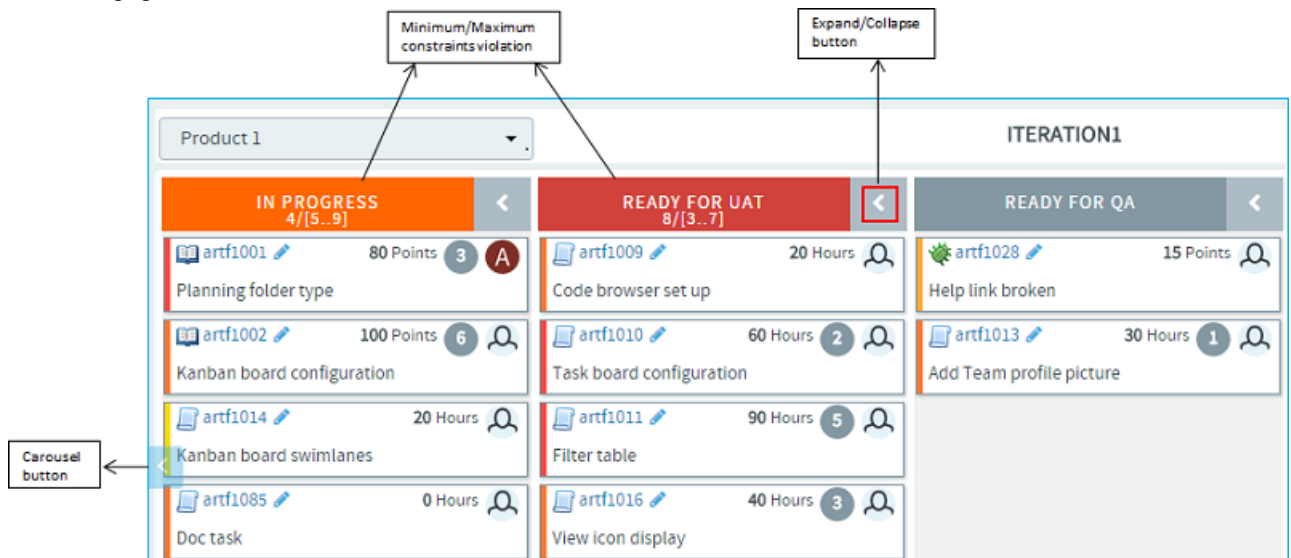 Minimum/Maximum
constraints violation
Expand/Collapse
button
Product 1
ITERATION1
IN PROGRESS
4/[5..9]
READY FOR UAT
8/[3..7]
READY FOR QA
artf1001 80 Points 3 A
Planning folder type
artf1002 100 Points 6
Kanban board configuration
artf1014 20 Hours
Kanban board swimlanes
artf1085 0 Hours
Doc task
artf1009 20 Hours
Code browser set up
artf1010 60 Hours 2
Task board configuration
artf1011 90 Hours 5
Filter table
artf1016 40 Hours 3
View icon display
artf1028 15 Points
Help link broken
artf1013 30 Hours 1
Add Team profile picture
Carousel
button